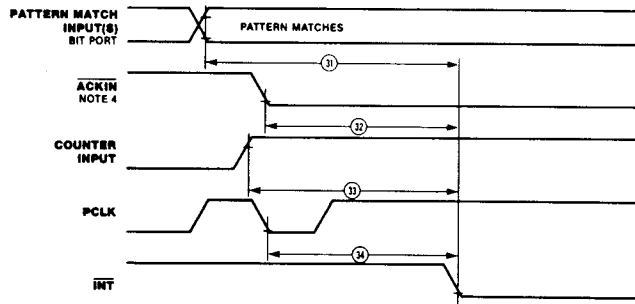 PATTERN MATCH
INPUT(S)
BIT PORT
PATTERN MATCHES
31
ACKIN
NOTE 4
32
COUNTER
INPUT
33
PCLK
34
INT